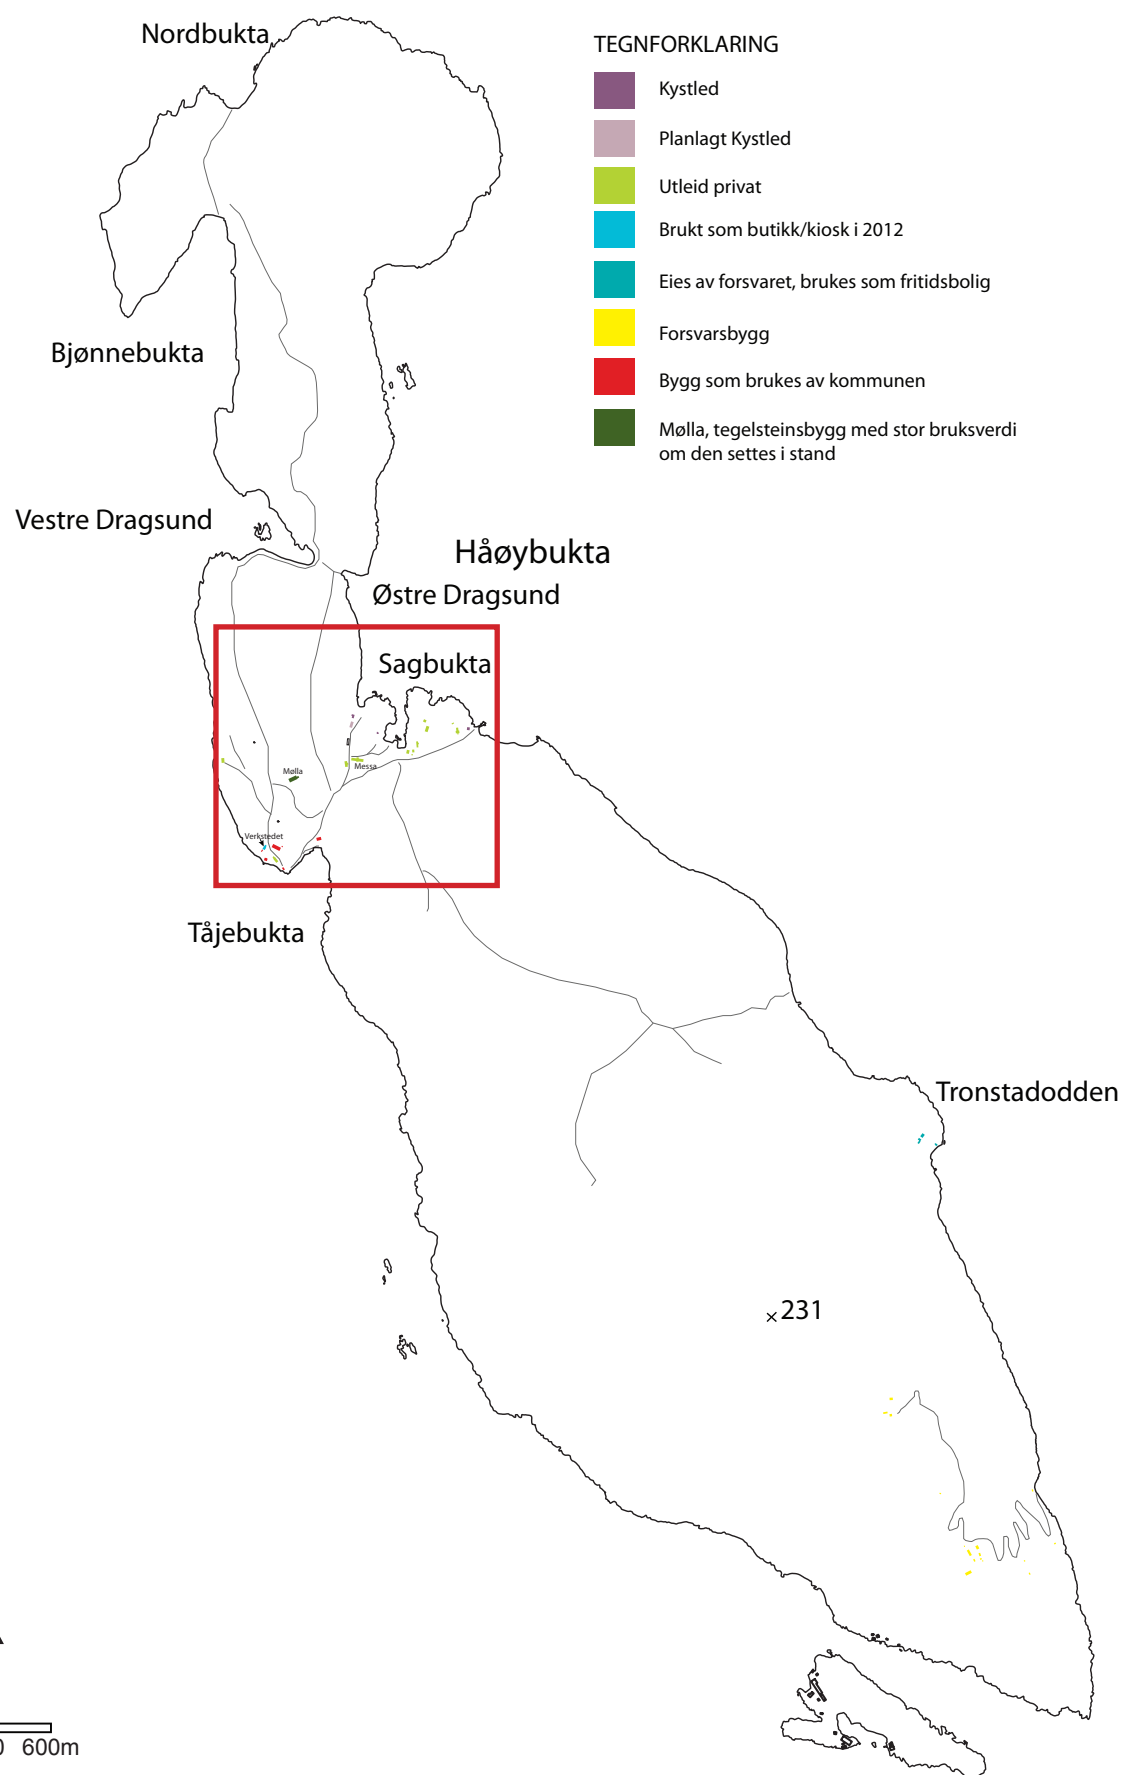 Nordbukta
TEGNFORKLARING
Kystled
Planlagt Kystled
Utleid privat
Brukt som butikk/kiosk i 2012
Eies av forsvaret, brukes som fritidsbolig
Forsvarsbygg
Bygg som brukes av kommunen
Mølla, tegelsteinsbygg med stor bruksverdi
om den settes i stand
Bjønnebukta
Vestre Dragsund
Håøybukta
Østre Dragsund
Sagbukta
Messa
Mølla
Verkstedet
Tåjebukta
Tronstadodden
×231
600m